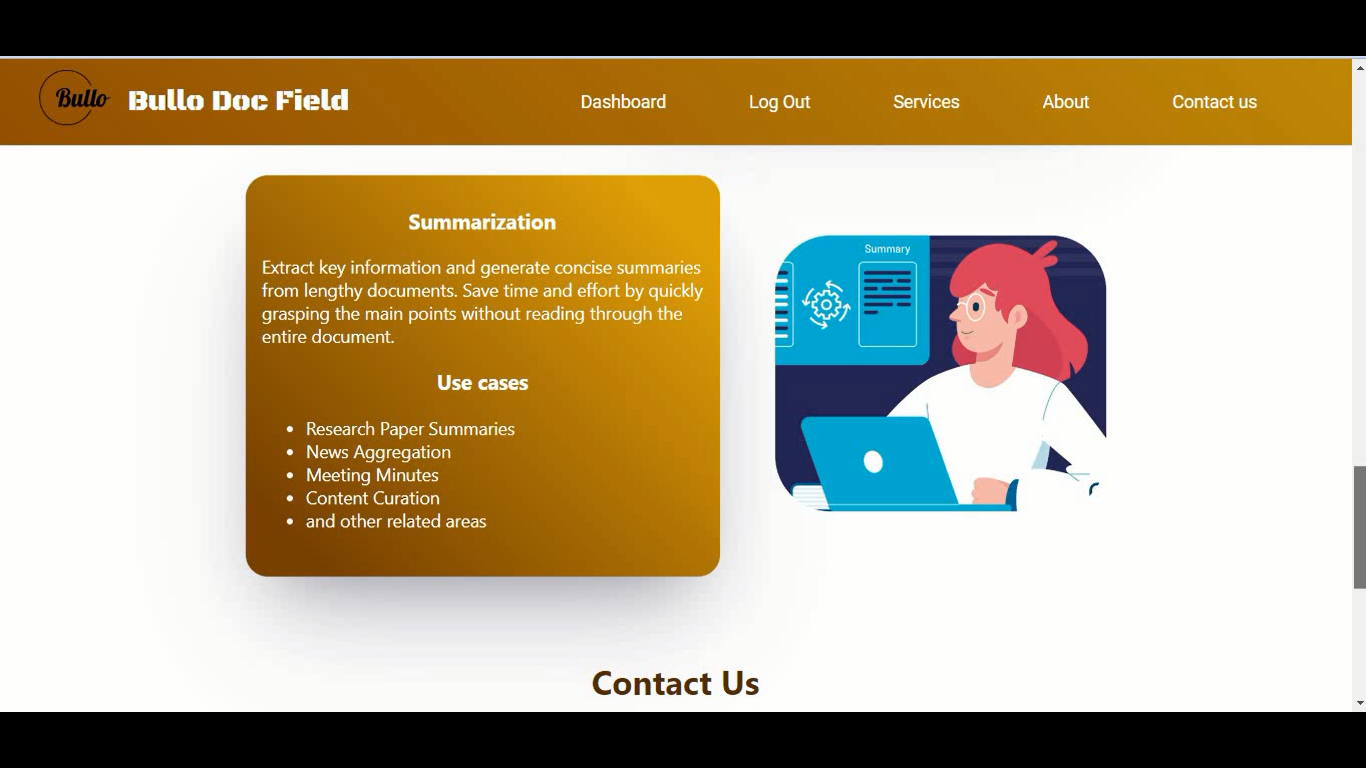 Bullo
Bullo Doc Field
Dashboard
Log Out
Services
About
Contact us
Summarization
Extract key information and generate concise summaries
from lengthy documents. Save time and effort by quickly
grasping the main points without reading through the
entire document.
Use cases
• Research Paper Summaries
• News Aggregation
• Meeting Minutes
• Content Curation
• and other related areas
Summary
Contact Us